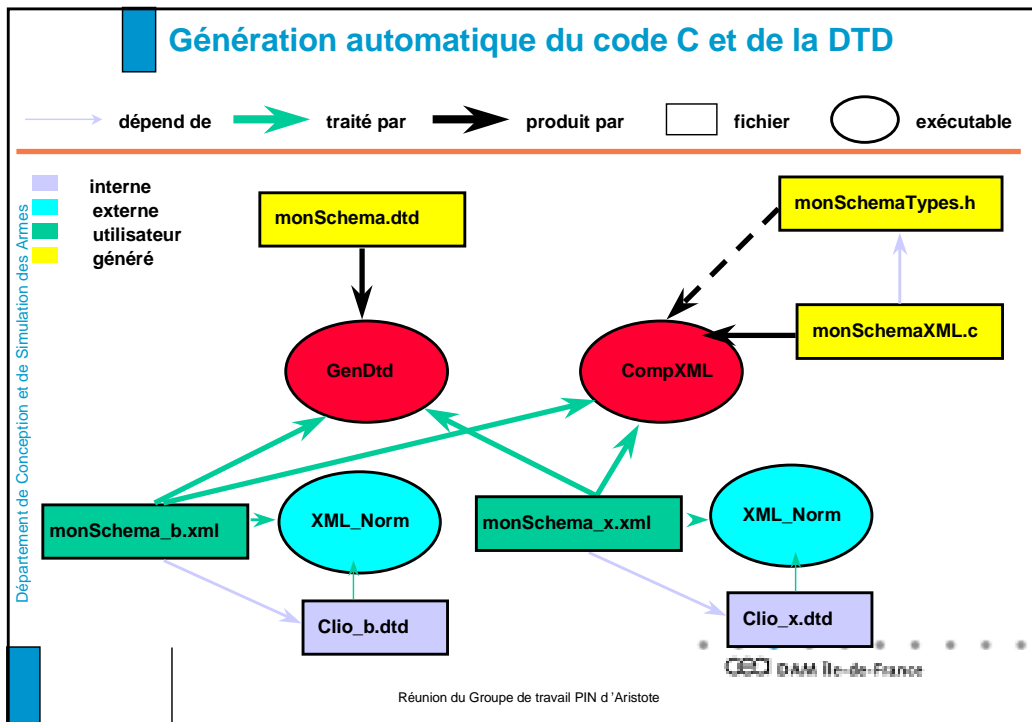 Génération automatique du code C et de la DTD
dépend de
traité par
produit par
fichier
exécutable
interne
externe
utilisateur
généré
Département de Conception et de Simulation des Armes
monSchema.dtd
monSchemaTypes.h
monSchemaXML.c
GenDtd
CompXML
monSchema_b.xml
XML_Norm
monSchema_x.xml
XML_Norm
Clio_b.dtd
Clio_x.dtd
DAM Île-de-France
Réunion du Groupe de travail PIN d 'Aristote